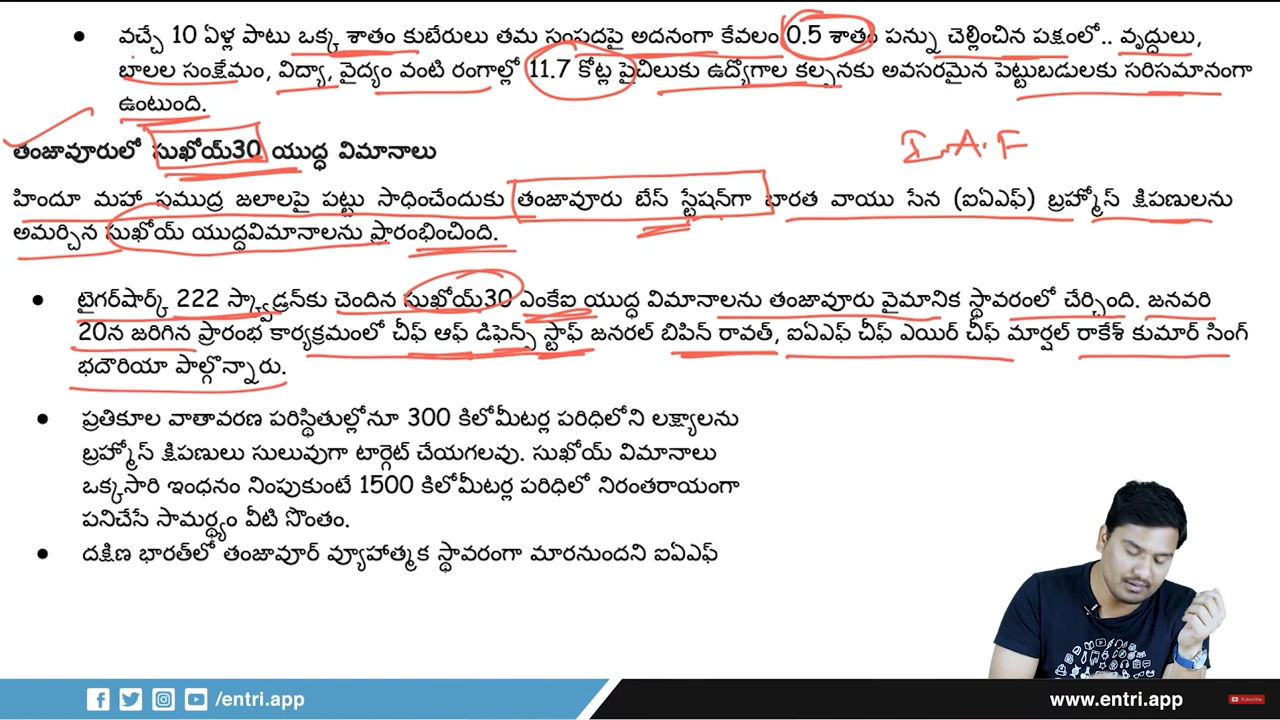 వచ్చే 10 ఏళ్ల పాటు ఒక్క శాతం కుబేరులు తమ సంపదపై అదనంగా కేవలం 0.5 శాతం పన్ను చెల్లించిన పక్షంలో.. వృద్ధులు,
బాలల సంక్షేమం, విద్యా, వైద్యం వంటి రంగాల్లో 11.7 కోట్ల పైచిలుకు ఉద్యోగాల కల్పనకు అవసరమైన పెట్టుబడులకు సరిసమానంగా
ఉంటుంది.
తంజావూరులో సుఖోయ్30 యుద్ధ విమానాలు
I.A.F
హిందూ మహా సముద్ర జలాలపై పట్టు సాధించేందుకు తంజావూరు బేస్ స్టేషన్‌గా భారత వాయు సేన (ఐఏఎఫ్) బ్రహ్మోస్ క్షిపణులను
అమర్చిన సుఖోయ్ యుద్ధవిమానాలను ప్రారంభించింది.
టైగర్‌షార్క్ 222 స్క్వాడ్రన్‌కు చెందిన సుఖోయ్30 ఎంకేఐ యుద్ధ విమానాలను తంజావూరు వైమానిక స్థావరంలో చేర్చింది. జనవరి
20న జరిగిన ప్రారంభ కార్యక్రమంలో చీఫ్ ఆఫ్ డిఫెన్స్ స్టాఫ్ జనరల్ బిపిన్ రావత్, ఐఏఎఫ్ చీఫ్ ఎయిర్ చీఫ్ మార్షల్ రాకేశ్ కుమార్ సింగ్
భదౌరియా పాల్గొన్నారు.
ప్రతికూల వాతావరణ పరిస్థితుల్లోనూ 300 కిలోమీటర్ల పరిధిలోని లక్ష్యాలను
బ్రహ్మోస్ క్షిపణులు సులువుగా టార్గెట్ చేయగలవు. సుఖోయ్ విమానాలు
ఒక్కసారి ఇంధనం నింపుకుంటే 1500 కిలోమీటర్ల పరిధిలో నిరంతరాయంగా
పనిచేసే సామర్థ్యం వీటి సొంతం.
దక్షిణ భారత్‌లో తంజావూర్ వ్యూహాత్మక స్థావరంగా మారనుందని ఐఏఎఫ్
/entri.app
www.entri.app
Subscribe